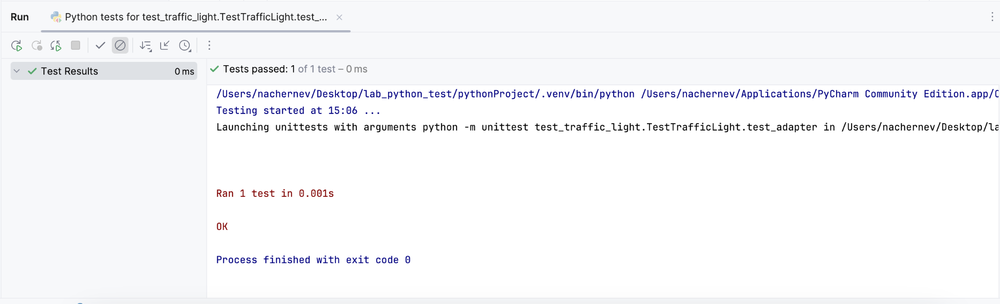 Run Python tests for test_traffic_light.TestTrafficLight.test_...
Test Results 0 ms
Tests passed: 1 of 1 test – 0 ms
/Users/nachernev/Desktop/lab_python_test/pythonProject/.venv/bin/python /Users/nachernev/Applications/PyCharm Community Edition.app/C
Testing started at 15:06 ...
Launching unittests with arguments python -m unittest test_traffic_light.TestTrafficLight.test_adapter in /Users/nachernev/Desktop/la
Ran 1 test in 0.001s
OK
Process finished with exit code 0